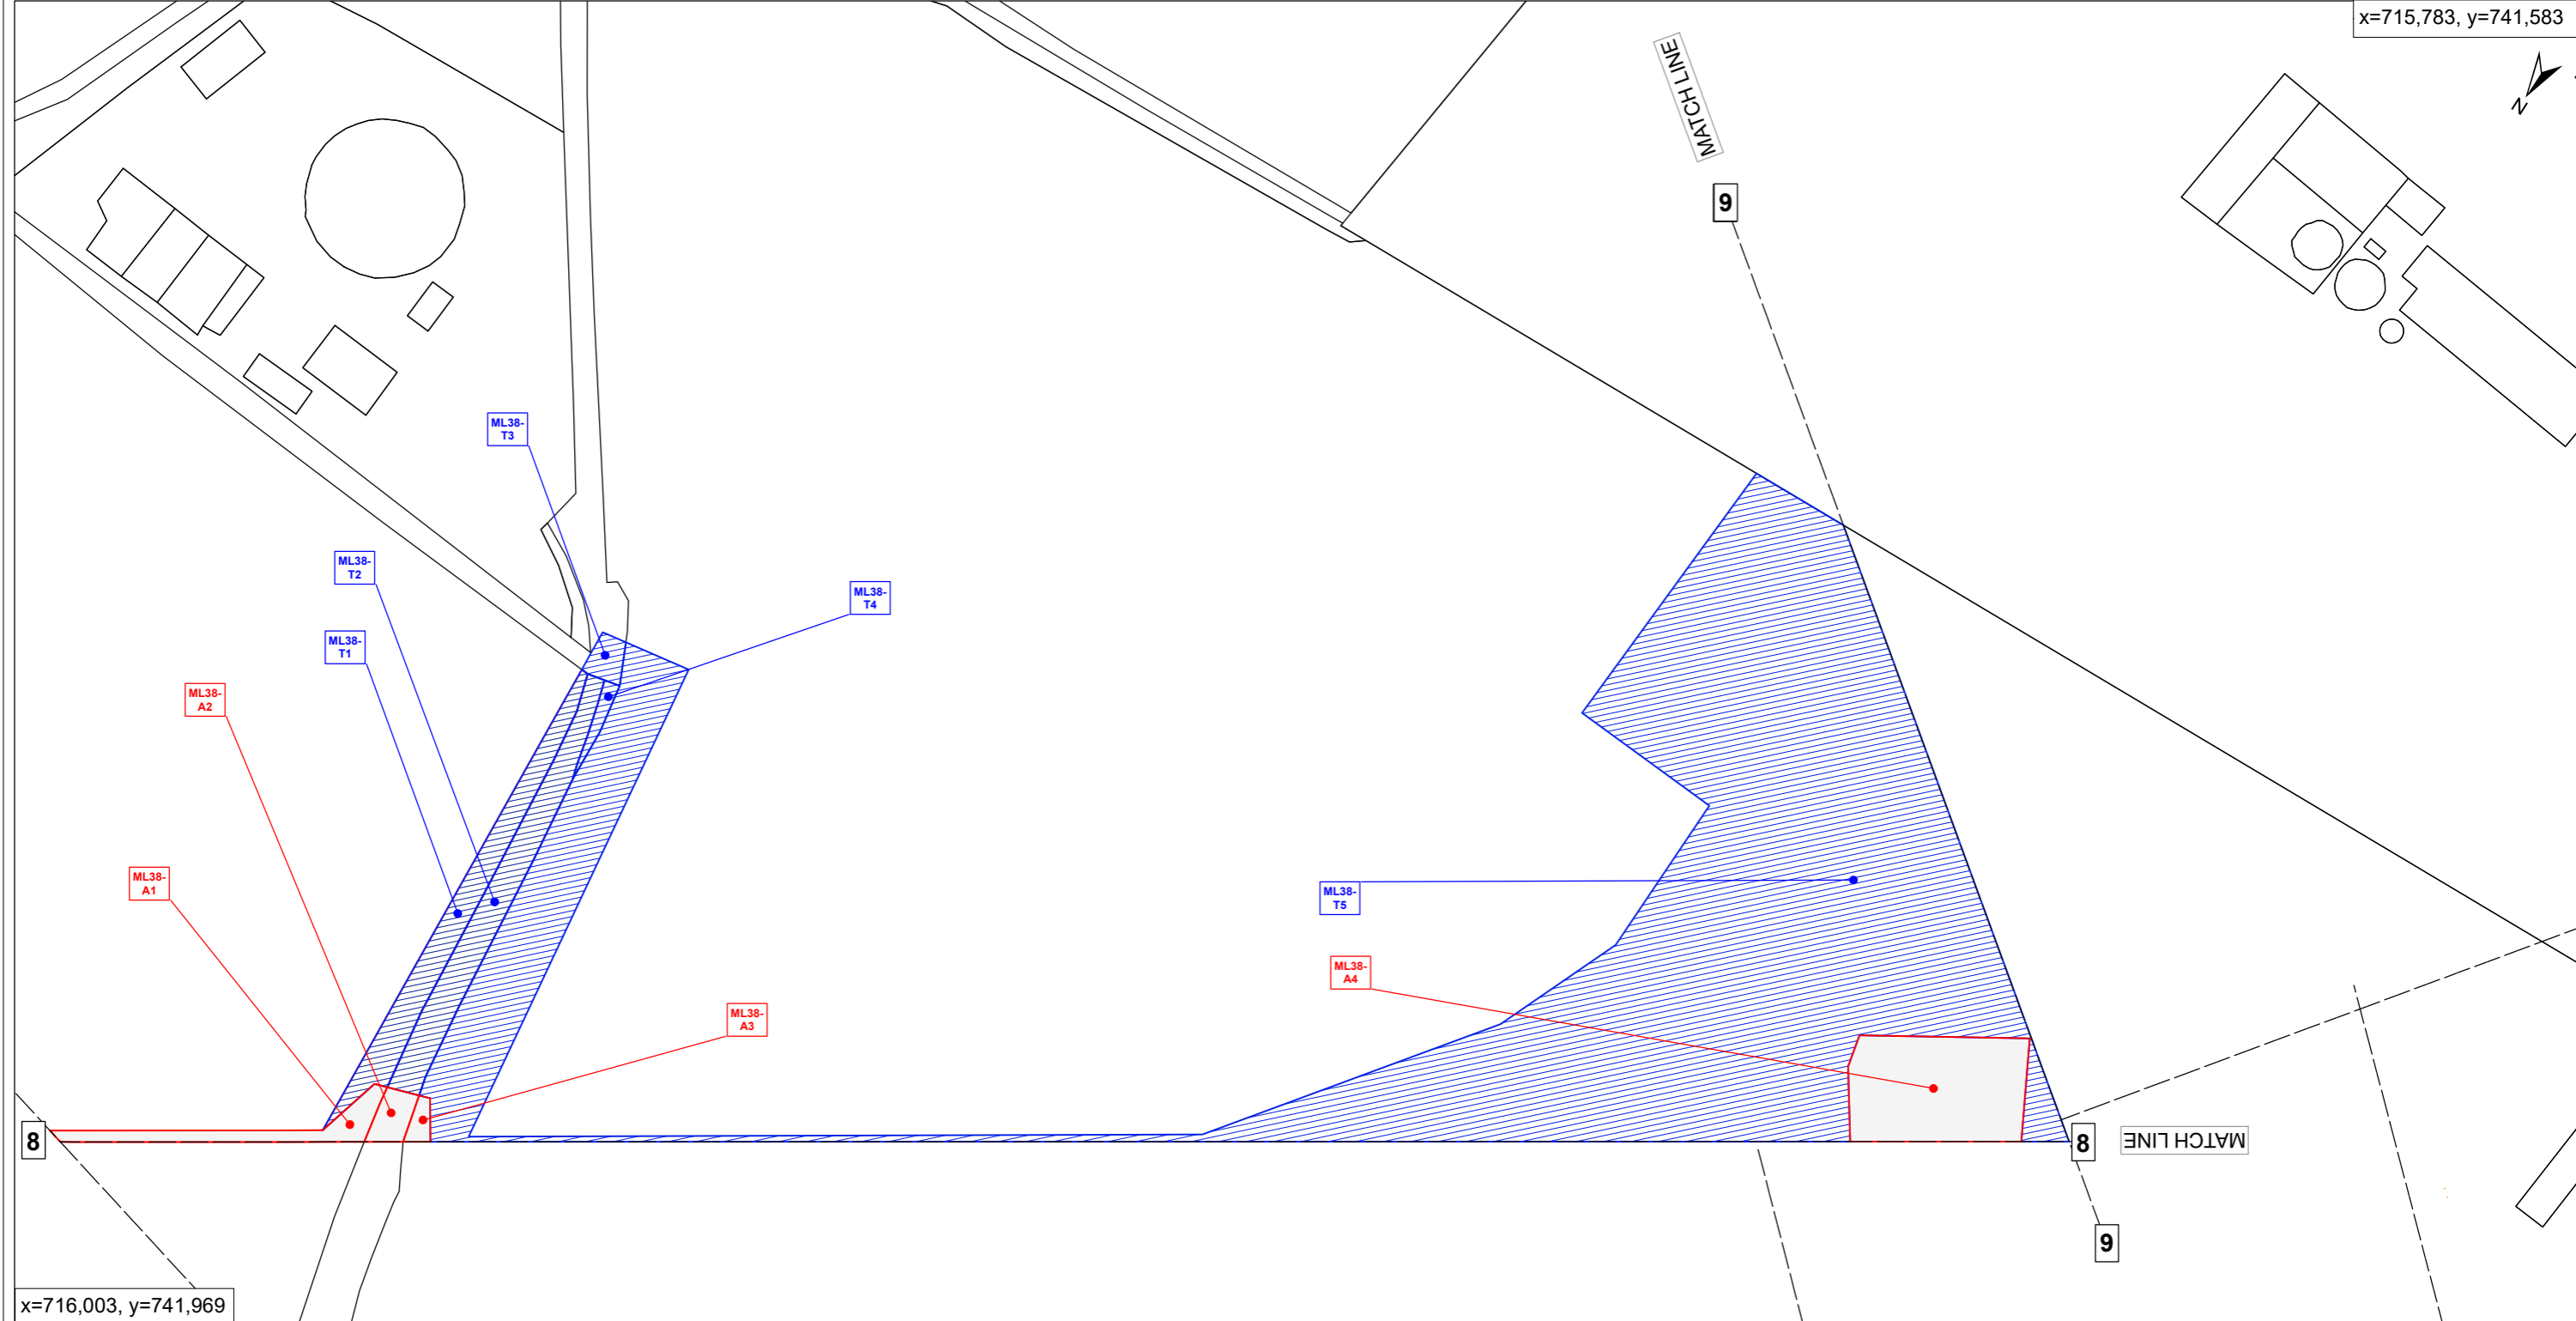 x=715,783, y=741,583
MATCH LINE
N
9
ML38-
T3
ML38-
T2
ML38-
T4
ML38-
T1
ML38-
A2
ML38-
A1
ML38-
T5
ML38-
A4
ML38-
A3
8
8
MATCH LINE
9
x=716,003, y=741,969